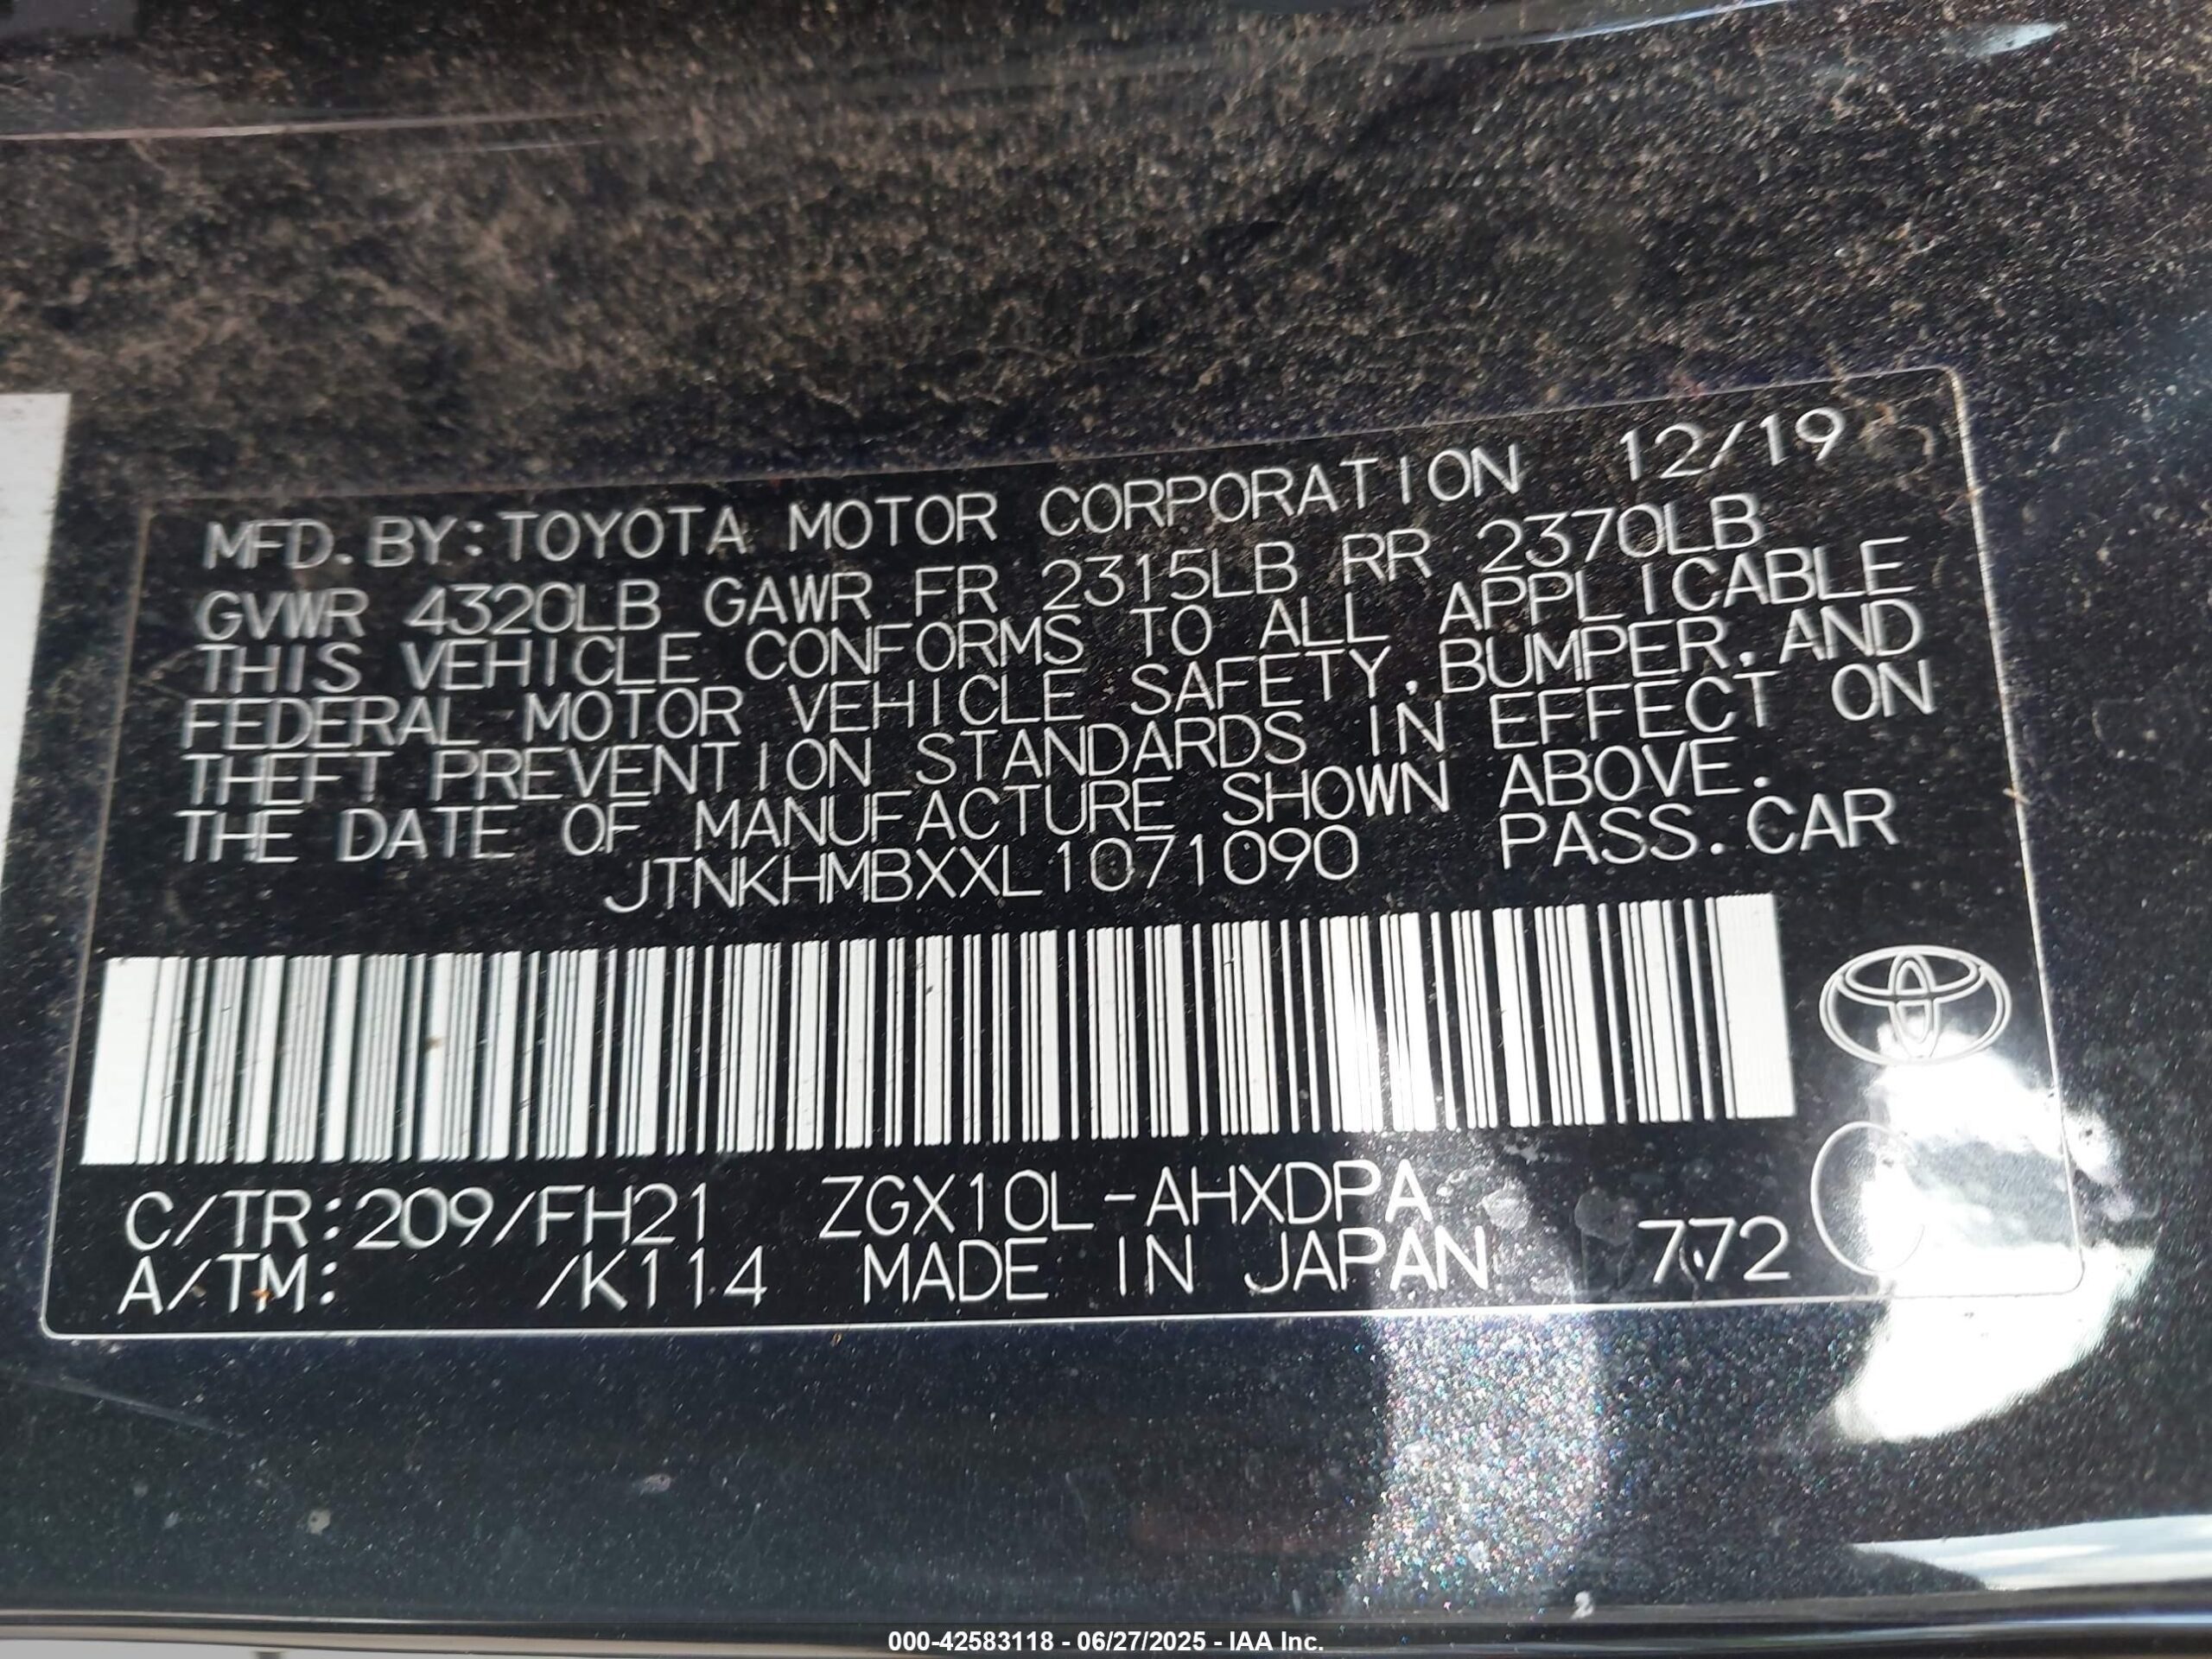 MFD.BY:TOYOTA MOTOR CORPORATION 12/19
GVWR 4320LB GAWR FR 2315LB RR 2370LB
THIS VEHICLE CONFORMS TO ALL APPLICABLE
FEDERAL MOTOR VEHICLE SAFETY,BUMPER,AND
THEFT PREVENTION STANDARDS IN EFFECT ON
THE DATE OF MANUFACTURE SHOWN ABOVE.
JTNKHMBXXL1071090 PASS.CAR
C/TR:209/FH21 ZGX10L-AHXDPA
A/TM: /K114 MADE IN JAPAN 772
000-42583118 - 06/27/2025 - IAA Inc.